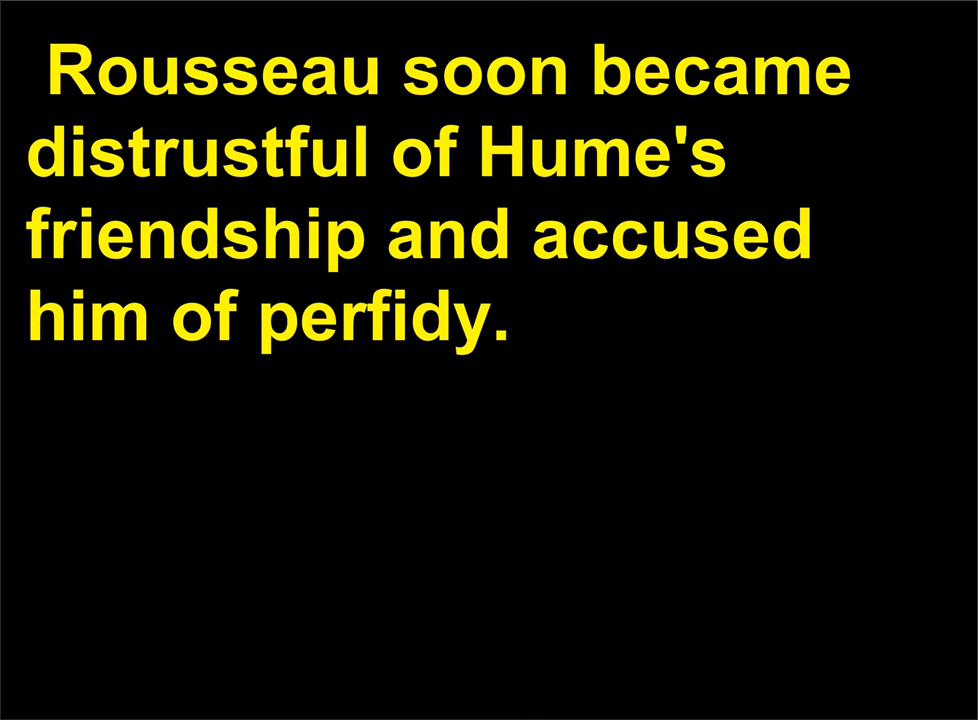 Rousseau soon became
distrustful of Hume's
friendship and accused
him of perfidy.